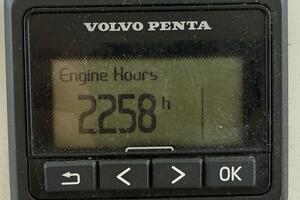 VOLVO PENTA
Engine Hours
2258 h
OK